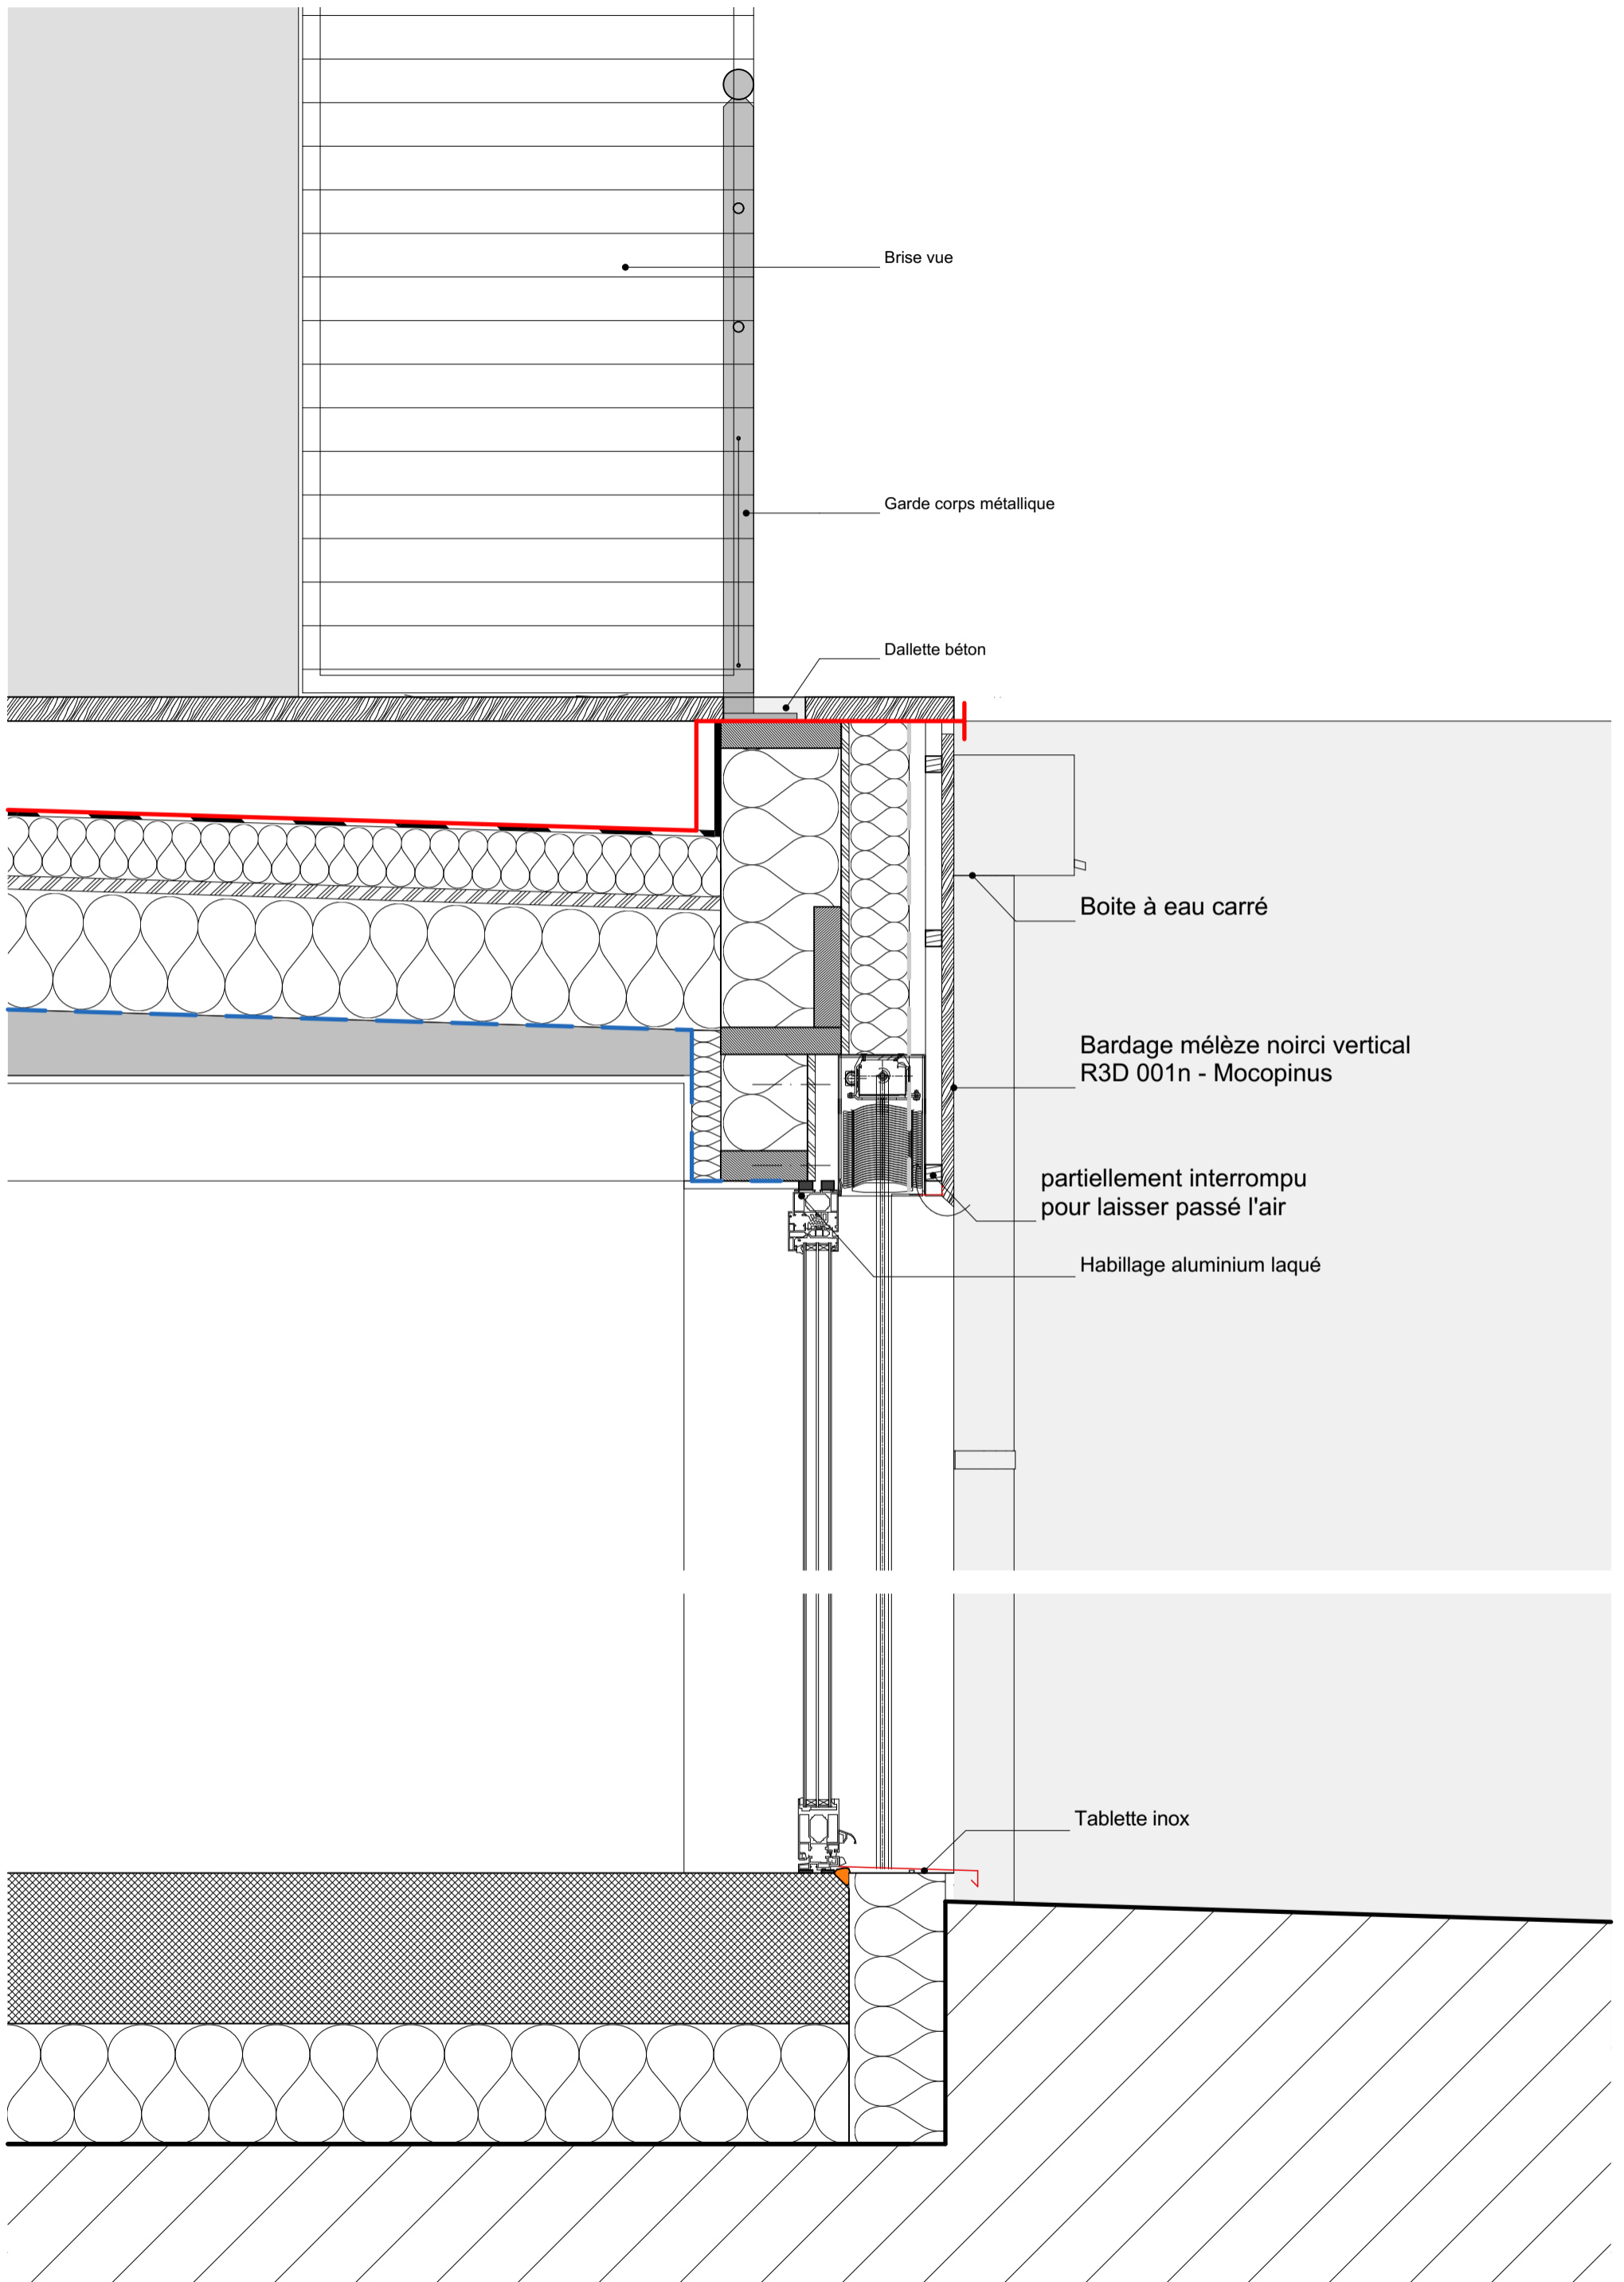 Brise vue
Garde corps métallique
Dallette béton
Boite à eau carré
Bardage mélèze noirci vertical
R3D 001n - Mocopinus
partiellement interrompu
pour laisser passé l'air
Habillage aluminium laqué
Tablette inox